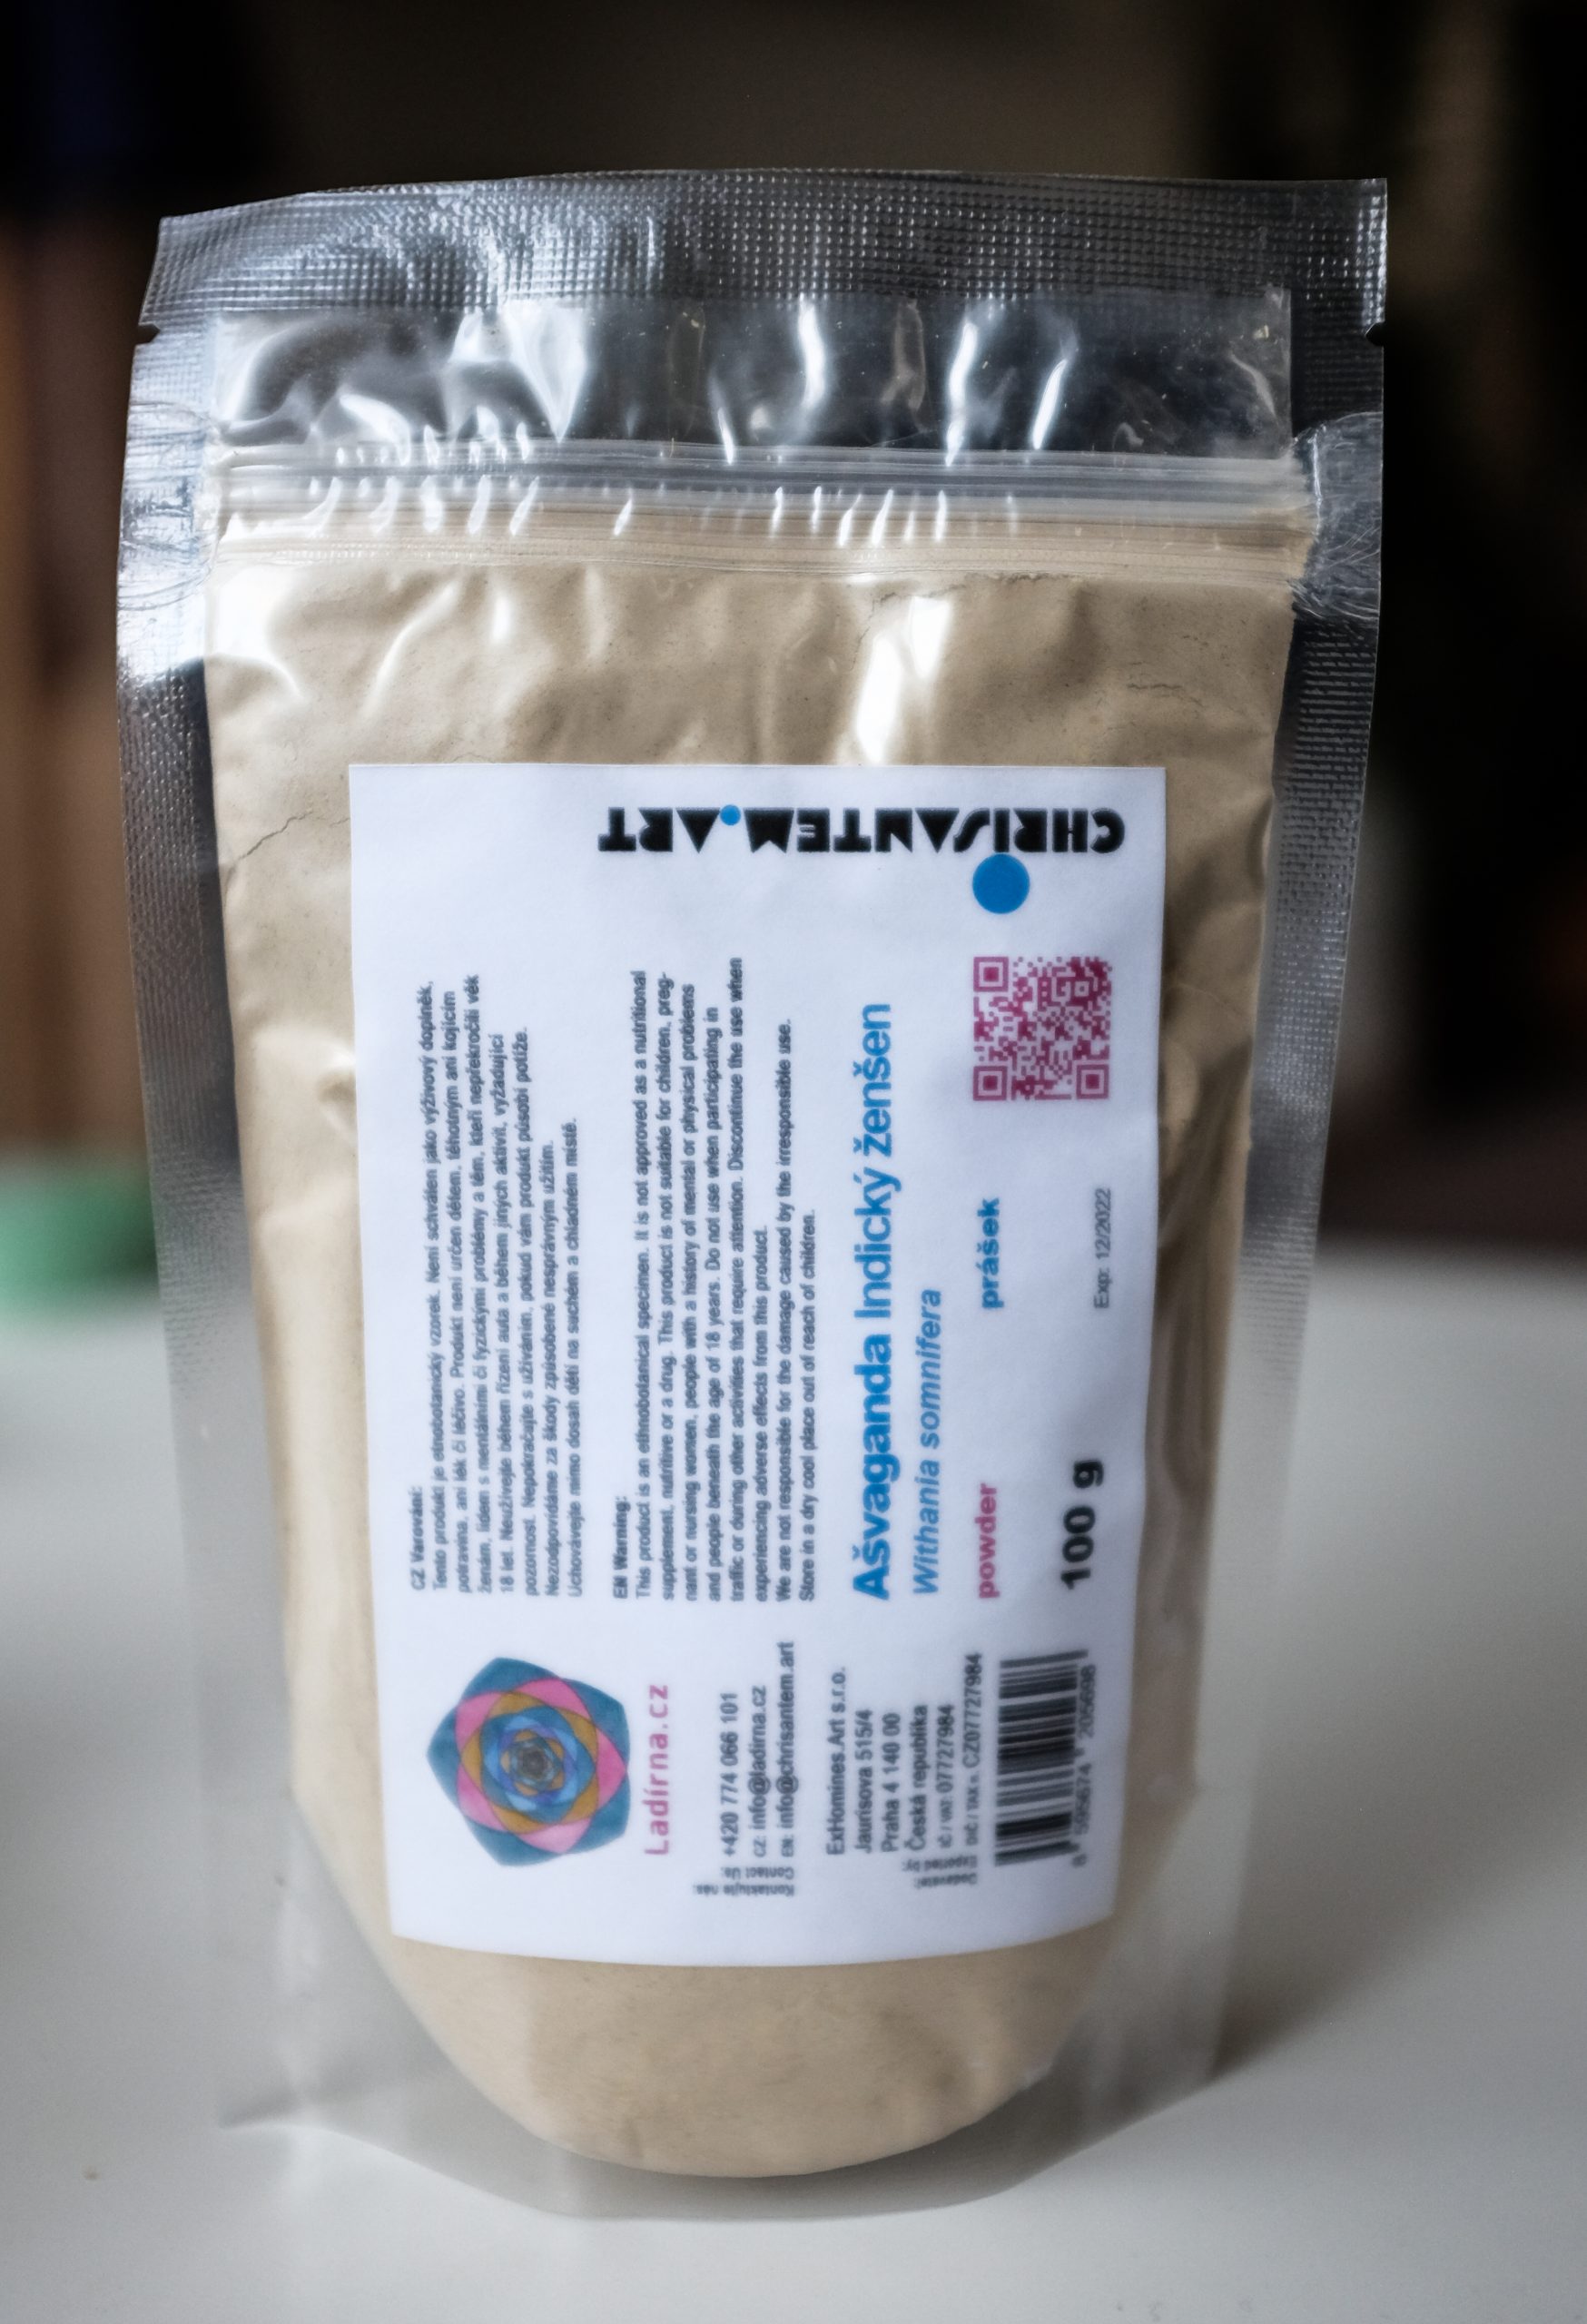 CHRISANTEM.ART
CZ Varování:
Tento produkt je etnobotanický vzorek. Není schválen jako výživový doplněk,
potravina, ani lék či léčivo. Produkt není určen dětem, těhotným ani kojícím
ženám, lidem s mentálními či fyzickými problémy a těm, kteří nepřekročili věk
18 let. Neužívejte během řízení auta a během jiných aktivit, vyžadující
pozornost. Nepokračujte s užíváním, pokud vám produkt působí potíže.
Nezodpovídáme za škody způsobené nesprávným užitím.
Uchovávejte mimo dosah dětí na suchém a chladném místě.
EN Warning:
This product is an ethnobotanical specimen. It is not approved as a nutritional
supplement, nutritive or a drug. This product is not suitable for children, preg-
nant or nursing women, people with a history of mental or physical problems
and people beneath the age of 18 years. Do not use when participating in
traffic or during other activities that require attention. Discontinue the use when
experiencing adverse effects from this product.
We are not responsible for the damage caused by the irresponsible use.
Store in a dry cool place out of reach of children.
Ašvaganda Indický ženšen
Withania somnifera
powder prášek
100 g Exp: 12/2022
Ladírna.cz
Kontaktujte nás:
Contact Us:
+420 774 066 101
CZ: info@ladirna.cz
EN: info@chrisantem.art
Dodavatel:
Exported by:
ExHomines.Art s.r.o.
Jaurisova 515/4
Praha 4 140 00
Česká republika
IČ / VAT: 07727984
DIČ / TAX n. CZ07727984
8 595674 205698